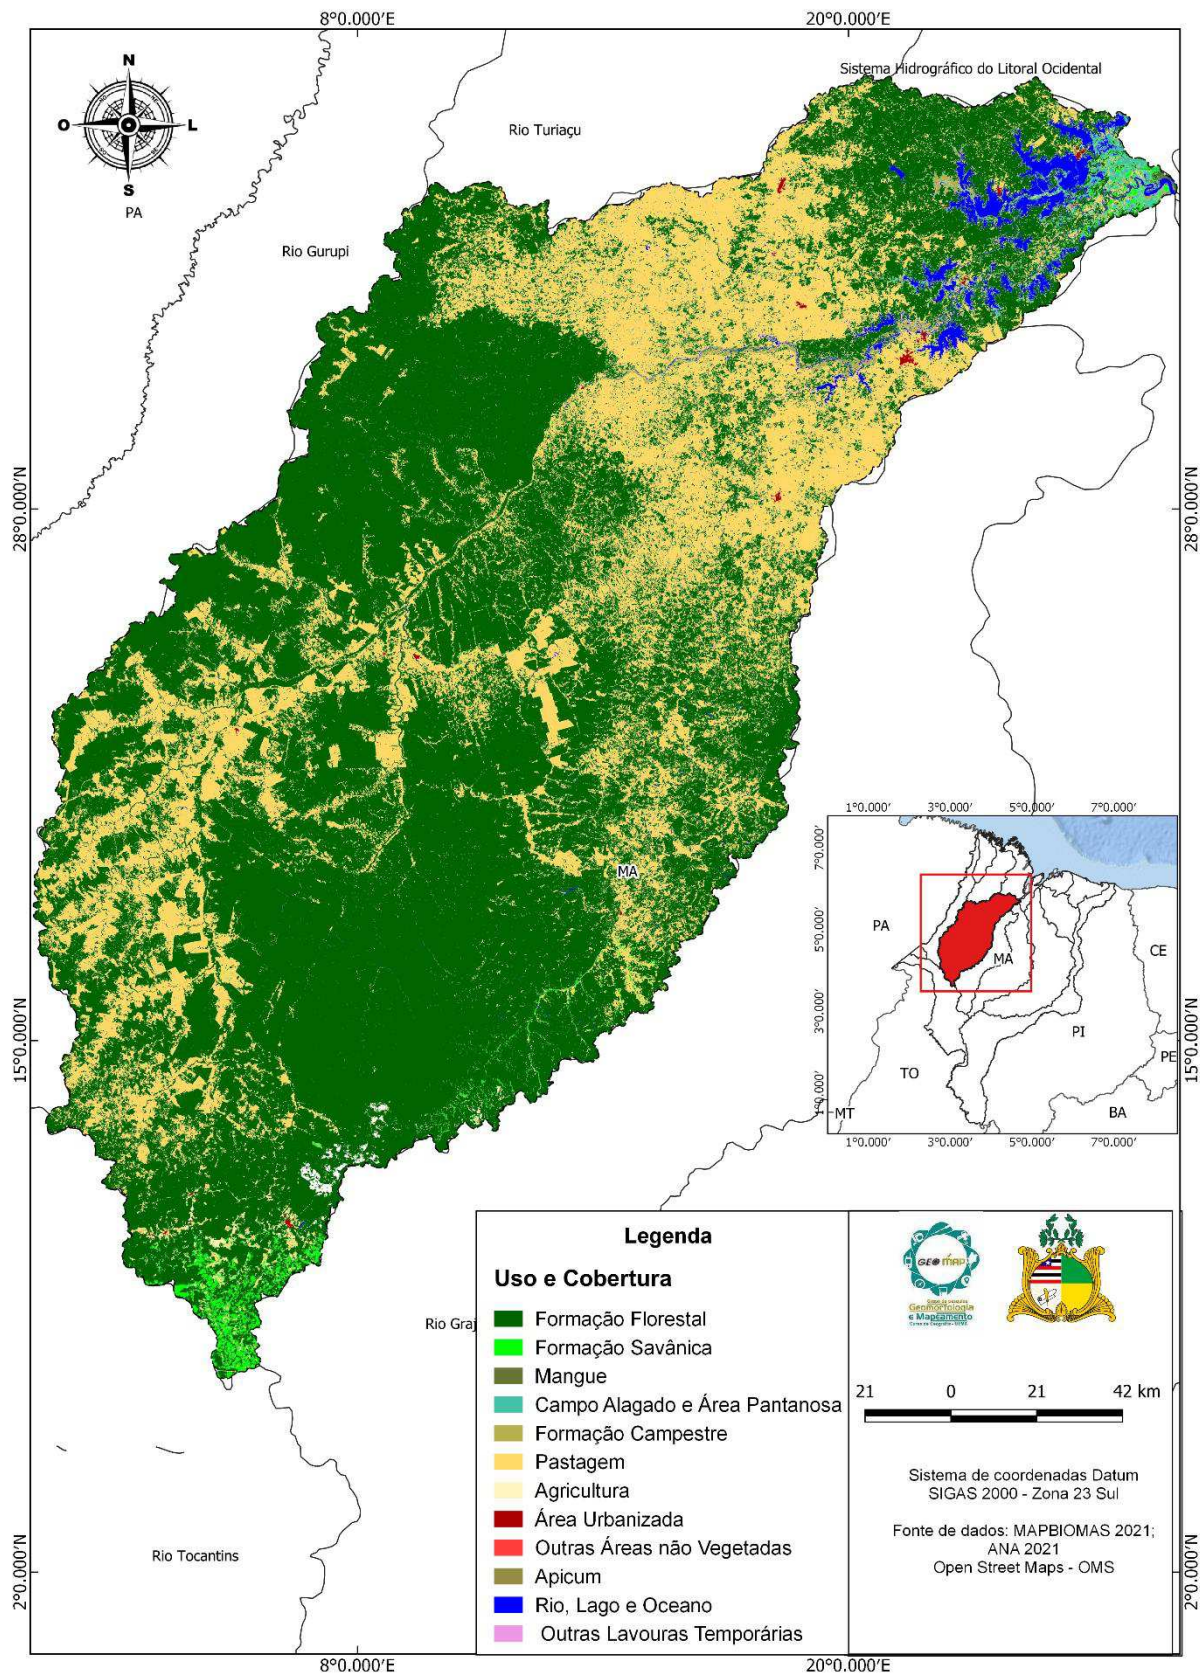 8°0.000′E
20°0.000′E
Sistema Hidrográfico do Litoral Ocidental
N
O
L
S
PA
Rio Turiaçu
Rio Gurupi
28°0.000′N
28°0.000′N
MA
1°0.000′
3°0.000′
5°0.000′
7°0.000′
7°0.000′
5°0.000′
3°0.000′
1°0.000′
PA
MA
CE
PI
PE
TO
MT
BA
1°0.000′
3°0.000′
5°0.000′
7°0.000′
15°0.000′N
15°0.000′N
Legenda
Uso e Cobertura
Formação Florestal
Formação Savânica
Mangue
Campo Alagado e Área Pantanosa
Formação Campestre
Pastagem
Agricultura
Área Urbanizada
Outras Áreas não Vegetadas
Apicum
Rio, Lago e Oceano
Outras Lavouras Temporárias
Rio Graj
Rio Tocantins
GEOMAP
Geomorfologia
e Mapeamento
21
0
21
42 km
Sistema de coordenadas Datum
SIGAS 2000 - Zona 23 Sul
Fonte de dados: MAPBIOMAS 2021;
ANA 2021
Open Street Maps - OMS
2°0.000′N
2°0.000′N
8°0.000′E
20°0.000′E